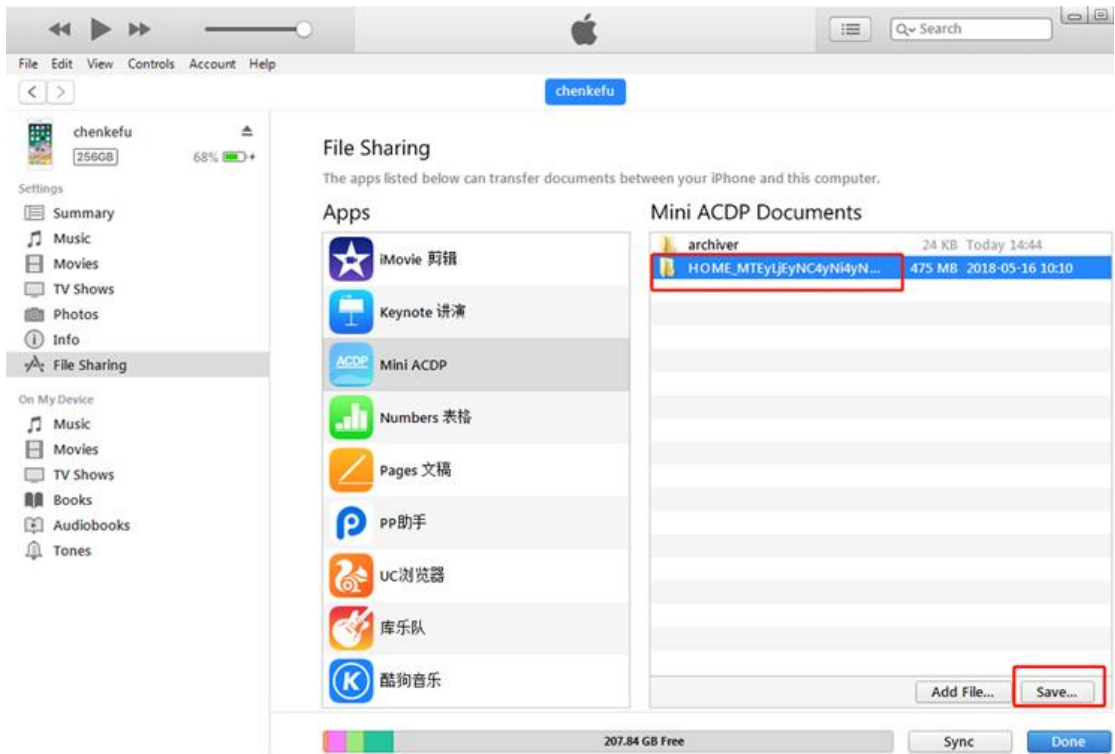 Search
File Edit View Controls Account Help
chenkefu
chenkefu
256GB 68%
Settings
Summary
Music
Movies
TV Shows
Photos
Info
File Sharing
On My Device
Music
Movies
TV Shows
Books
Audiobooks
Tones
File Sharing
The apps listed below can transfer documents between your iPhone and this computer.
Apps
iMovie 剪辑
Keynote 讲演
ACDP Mini ACDP
Numbers 表格
Pages 文稿
PP助手
UC浏览器
库乐队
酷狗音乐
Mini ACDP Documents
archiver 24 KB Today 14:44
HOME_MTEyLjEyNC4yNi4yN... 475 MB 2018-05-16 10:10
Add File... Save...
207.84 GB Free Sync Done